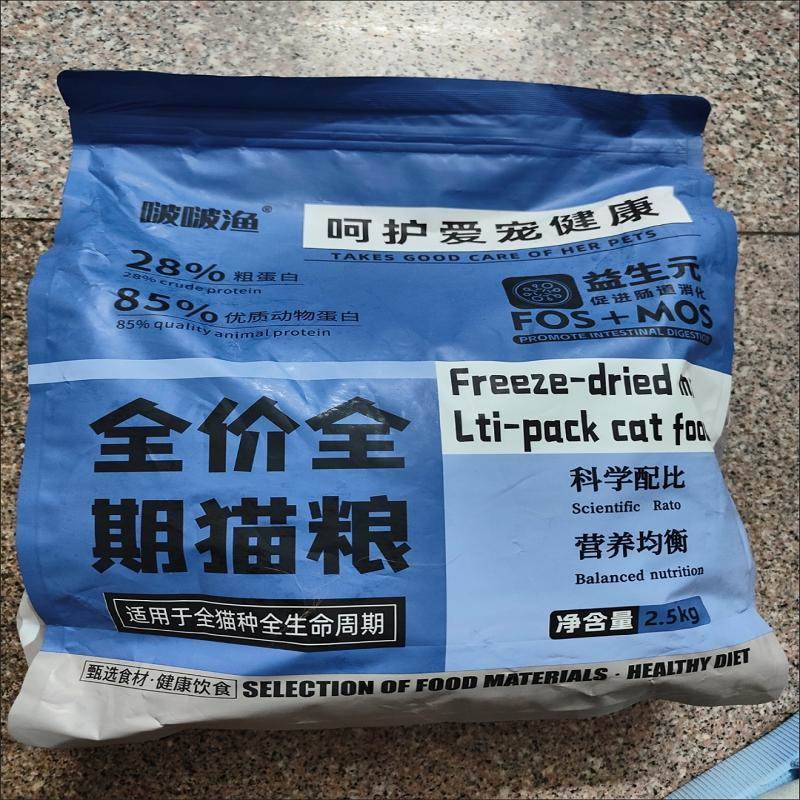 啵啵渔®
呵护爱宠健康
TAKES GOOD CARE OF HER PETS
28% 粗蛋白
28% crude protein
85% 优质动物蛋白
85% quality animal protein
益生元
促进肠道消化
FOS+MOS
PROMOTE INTESTINAL DIGESTION
全价全
期猫粮
适用于全猫种全生命周期
Freeze-dried
Lti-pack cat food
科学配比
Scientific Rato
营养均衡
Balanced nutrition
净含量 2.5kg
甄选食材·健康饮食 SELECTION OF FOOD MATERIALS · HEALTHY DIET